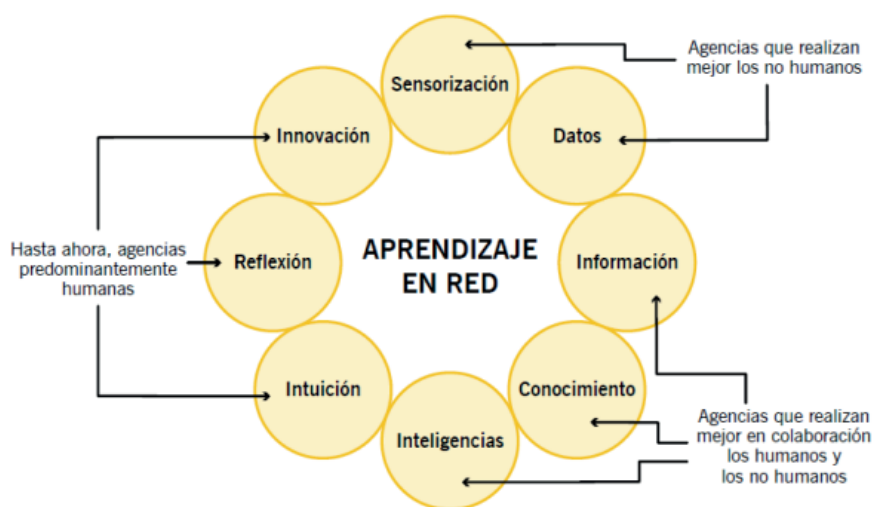 Sensorización
Agencias que realizan
mejor los no humanos
Innovación
Datos
Hasta ahora, agencias
predominantemente
humanas
Reflexión
APRENDIZAJE
EN RED
Información
Intuición
Conocimiento
Inteligencias
Agencias que realizan
mejor en colaboración
los humanos y
los no humanos